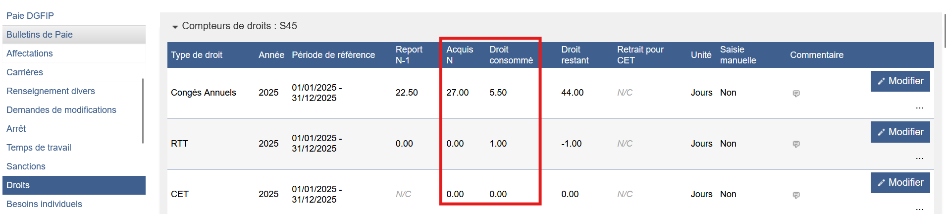 Paie DGFIP
Bulletins de Paie
Affectations
Carrières
Renseignement divers
Demandes de modifications
Arrêt
Temps de travail
Sanctions
Droits
Besoins individuels
Compteurs de droits : S45
Type de droit Année Période de référence Report N-1 Acquis N Droit consommé Droit restant Retrait pour CET Unité Saisie manuelle Commentaire
Congés Annuels 2025 01/01/2025 - 31/12/2025 22.50 27.00 5.50 44.00 N/C Jours Non Modifier
...
RTT 2025 01/01/2025 - 31/12/2025 0.00 0.00 1.00 -1.00 N/C Jours Non Modifier
...
CET 2025 01/01/2025 - 31/12/2025 N/C 0.00 0.00 0.00 N/C Jours Non Modifier
...